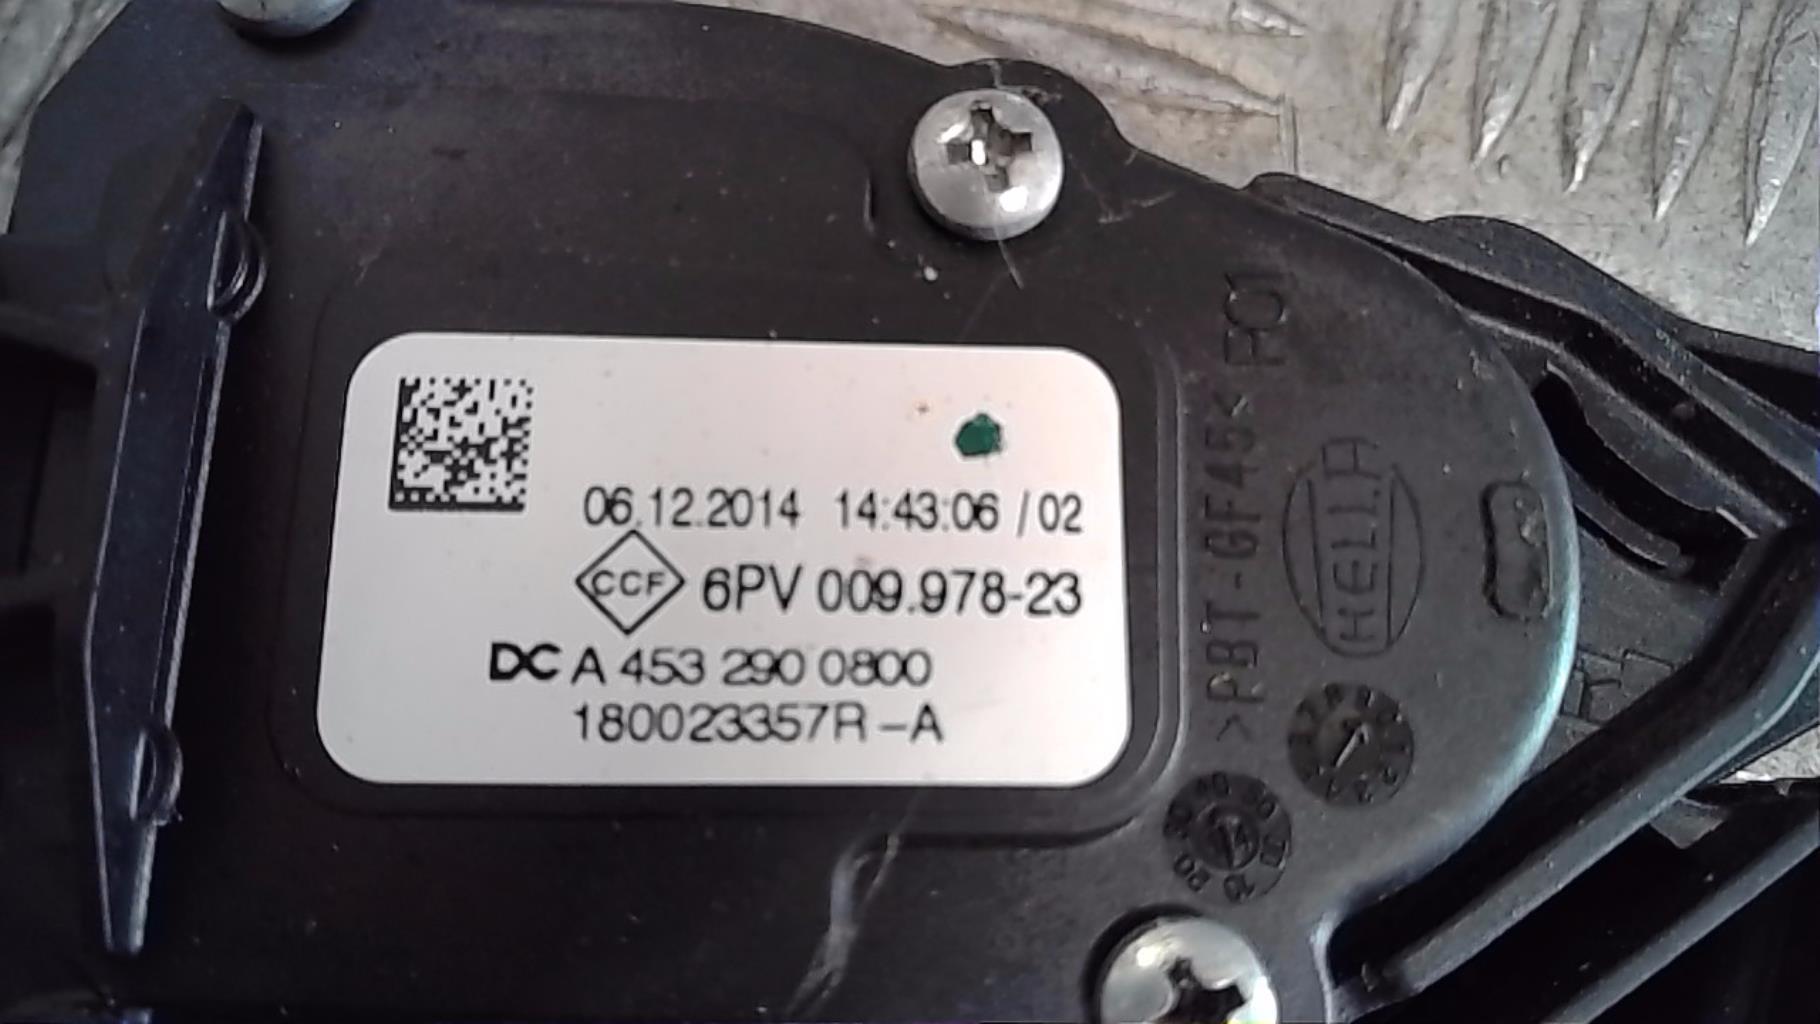 06.12.2014 14:43:06 /02
CCF 6PV 009.978-23
DC A 453 290 0800
180023357R -A
>PBT-GF45< F01
HELLA